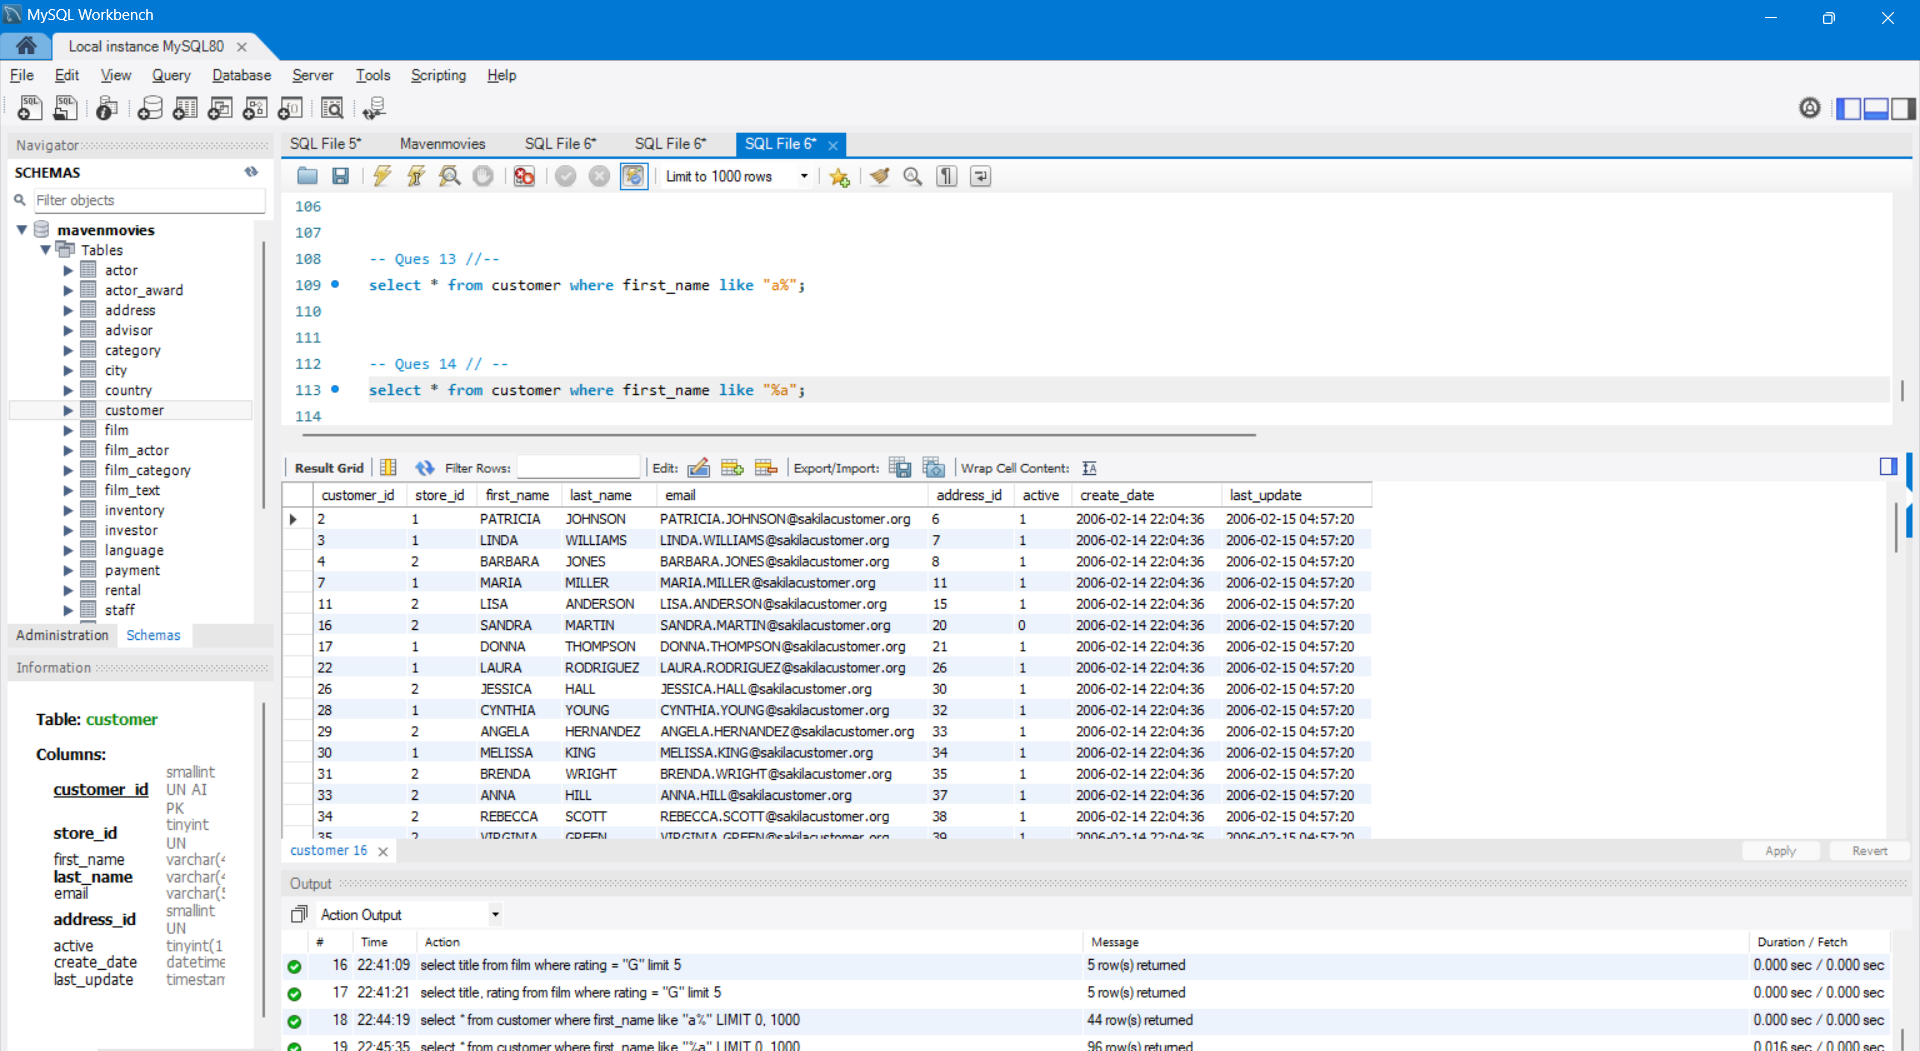 MySQL Workbench
Local instance MySQL80
File Edit View Query Database Server Tools Scripting Help
Navigator
SCHEMAS
Filter objects
mavenmovies
Tables
actor
actor_award
address
advisor
category
city
country
customer
film
film_actor
film_category
film_text
inventory
investor
language
payment
rental
staff
Administration Schemas
Information
Table: customer
Columns:
customer_id smallint UN AI PK
store_id tinyint UN
first_name varchar(4
last_name varchar(4
email varchar(5
address_id smallint UN
active tinyint(1
create_date datetime
last_update timestam
SQL File 5* Mavenmovies SQL File 6* SQL File 6* SQL File 6*
Limit to 1000 rows
106
107
108 -- Ques 13 //--
109 select * from customer where first_name like "a%";
110
111
112 -- Ques 14 // --
113 select * from customer where first_name like "%a";
114
Result Grid Filter Rows: Edit: Export/Import: Wrap Cell Content:
customer_id store_id first_name last_name email address_id active create_date last_update
2 1 PATRICIA JOHNSON PATRICIA.JOHNSON@sakilacustomer.org 6 1 2006-02-14 22:04:36 2006-02-15 04:57:20
3 1 LINDA WILLIAMS LINDA.WILLIAMS@sakilacustomer.org 7 1 2006-02-14 22:04:36 2006-02-15 04:57:20
4 2 BARBARA JONES BARBARA.JONES@sakilacustomer.org 8 1 2006-02-14 22:04:36 2006-02-15 04:57:20
7 1 MARIA MILLER MARIA.MILLER@sakilacustomer.org 11 1 2006-02-14 22:04:36 2006-02-15 04:57:20
11 2 LISA ANDERSON LISA.ANDERSON@sakilacustomer.org 15 1 2006-02-14 22:04:36 2006-02-15 04:57:20
16 2 SANDRA MARTIN SANDRA.MARTIN@sakilacustomer.org 20 0 2006-02-14 22:04:36 2006-02-15 04:57:20
17 1 DONNA THOMPSON DONNA.THOMPSON@sakilacustomer.org 21 1 2006-02-14 22:04:36 2006-02-15 04:57:20
22 1 LAURA RODRIGUEZ LAURA.RODRIGUEZ@sakilacustomer.org 26 1 2006-02-14 22:04:36 2006-02-15 04:57:20
26 2 JESSICA HALL JESSICA.HALL@sakilacustomer.org 30 1 2006-02-14 22:04:36 2006-02-15 04:57:20
28 1 CYNTHIA YOUNG CYNTHIA.YOUNG@sakilacustomer.org 32 1 2006-02-14 22:04:36 2006-02-15 04:57:20
29 2 ANGELA HERNANDEZ ANGELA.HERNANDEZ@sakilacustomer.org 33 1 2006-02-14 22:04:36 2006-02-15 04:57:20
30 1 MELISSA KING MELISSA.KING@sakilacustomer.org 34 1 2006-02-14 22:04:36 2006-02-15 04:57:20
31 2 BRENDA WRIGHT BRENDA.WRIGHT@sakilacustomer.org 35 1 2006-02-14 22:04:36 2006-02-15 04:57:20
33 2 ANNA HILL ANNA.HILL@sakilacustomer.org 37 1 2006-02-14 22:04:36 2006-02-15 04:57:20
34 2 REBECCA SCOTT REBECCA.SCOTT@sakilacustomer.org 38 1 2006-02-14 22:04:36 2006-02-15 04:57:20
35 2 VIRGINIA GREEN VIRGINIA.GREEN@sakilacustomer.org 39 1 2006-02-14 22:04:36 2006-02-15 04:57:20
customer 16 Apply Revert
Output
Action Output
# Time Action Message Duration / Fetch
16 22:41:09 select title from film where rating = "G" limit 5 5 row(s) returned 0.000 sec / 0.000 sec
17 22:41:21 select title, rating from film where rating = "G" limit 5 5 row(s) returned 0.000 sec / 0.000 sec
18 22:44:19 select * from customer where first_name like "a%" LIMIT 0, 1000 44 row(s) returned 0.000 sec / 0.000 sec
19 22:45:35 select * from customer where first_name like "%a" LIMIT 0, 1000 96 row(s) returned 0.016 sec / 0.000 sec